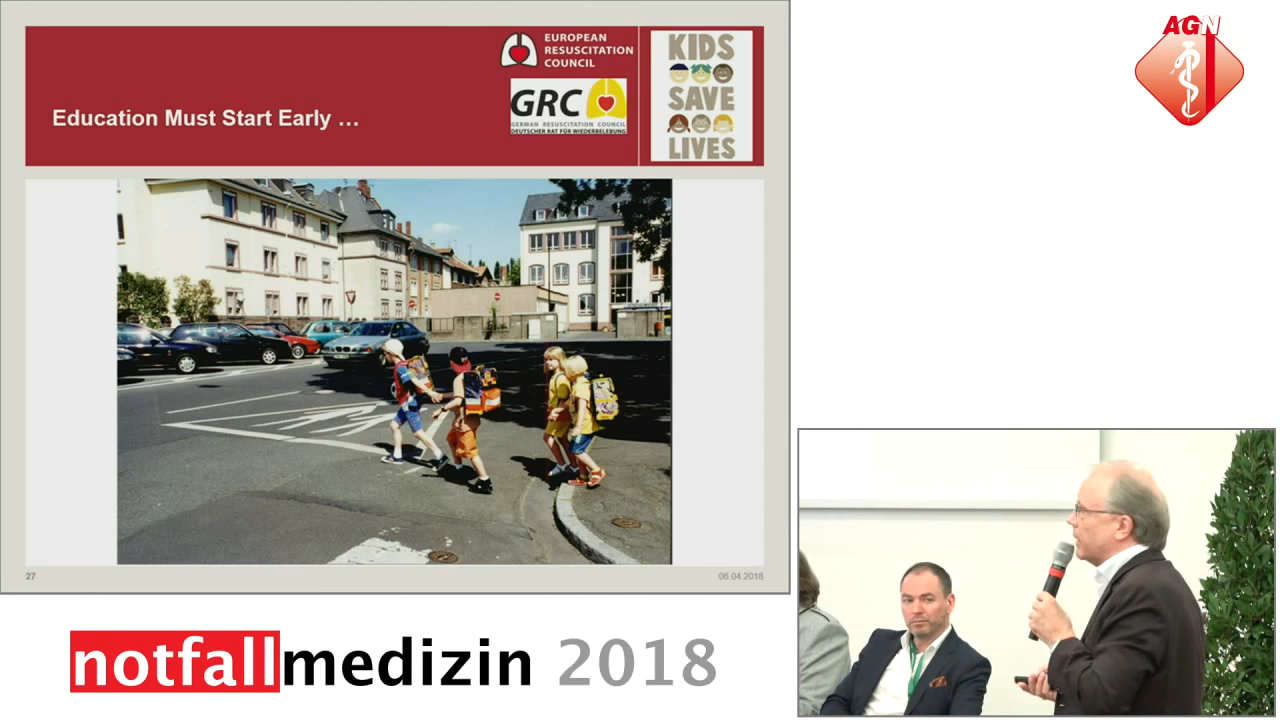 EUROPEAN
RESUSCITATION
COUNCIL
GRC
GERMAN RESUSCITATION COUNCIL
DEUTSCHER RAT FÜR WIEDERBELEBUNG
KIDS
SAVE
LIVES
Education Must Start Early …
27
06.04.2018
AGN
notfallmedizin 2018